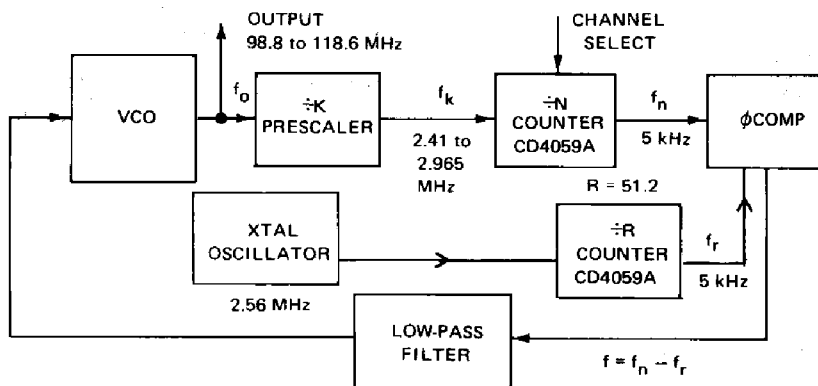 OUTPUT
98.8 to 118.6 MHz
CHANNEL
SELECT
VCO
fo
÷K
PRESCALER
fk
2.41 to
2.965
MHz
÷N
COUNTER
CD4059A
fn
5 kHz
ϕCOMP
XTAL
OSCILLATOR
2.56 MHz
R = 51.2
÷R
COUNTER
CD4059A
fr
5 kHz
LOW-PASS
FILTER
f = fn – fr